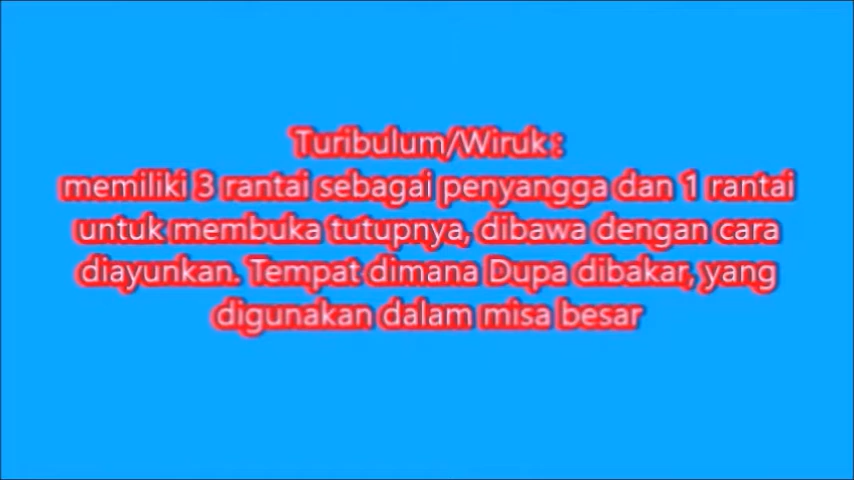 Turibulum/Wiruk :
memiliki 3 rantai sebagai penyangga dan 1 rantai
untuk membuka tutupnya, dibawa dengan cara
diayunkan. Tempat dimana Dupa dibakar, yang
digunakan dalam misa besar